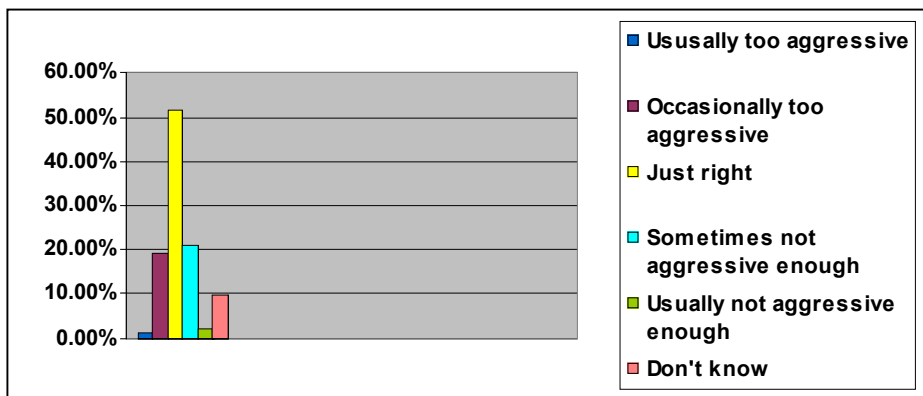 60.00%
50.00%
40.00%
30.00%
20.00%
10.00%
0.00%
Ususally too aggressive
Occasionally too
aggressive
Just right
Sometimes not
aggressive enough
Usually not aggressive
enough
Don't know